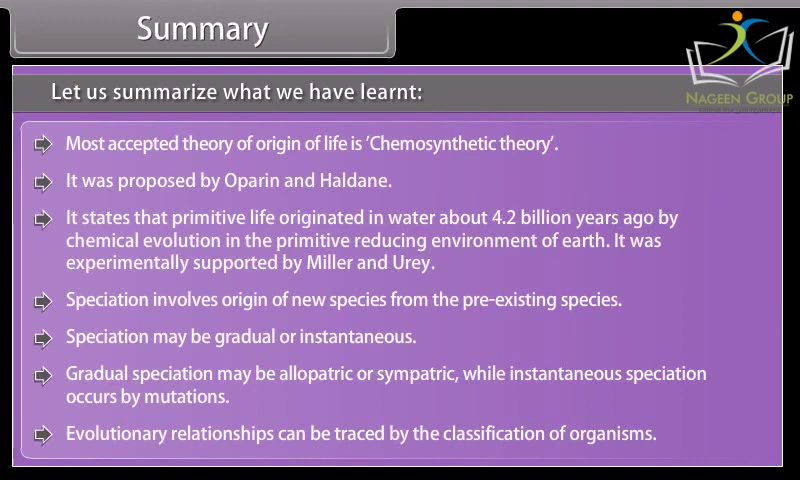 Summary
NAGEEN GROUP
Let us summarize what we have learnt:
Most accepted theory of origin of life is ‘Chemosynthetic theory’.
It was proposed by Oparin and Haldane.
It states that primitive life originated in water about 4.2 billion years ago by
chemical evolution in the primitive reducing environment of earth. It was
experimentally supported by Miller and Urey.
Speciation involves origin of new species from the pre-existing species.
Speciation may be gradual or instantaneous.
Gradual speciation may be allopatric or sympatric, while instantaneous speciation
occurs by mutations.
Evolutionary relationships can be traced by the classification of organisms.